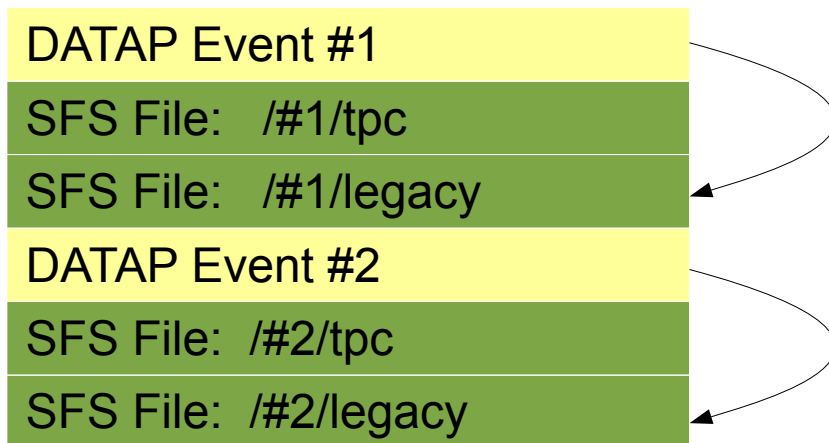 DATAP Event #1
SFS File: /#1/tpc
SFS File: /#1/legacy
DATAP Event #2
SFS File: /#2/tpc
SFS File: /#2/legacy